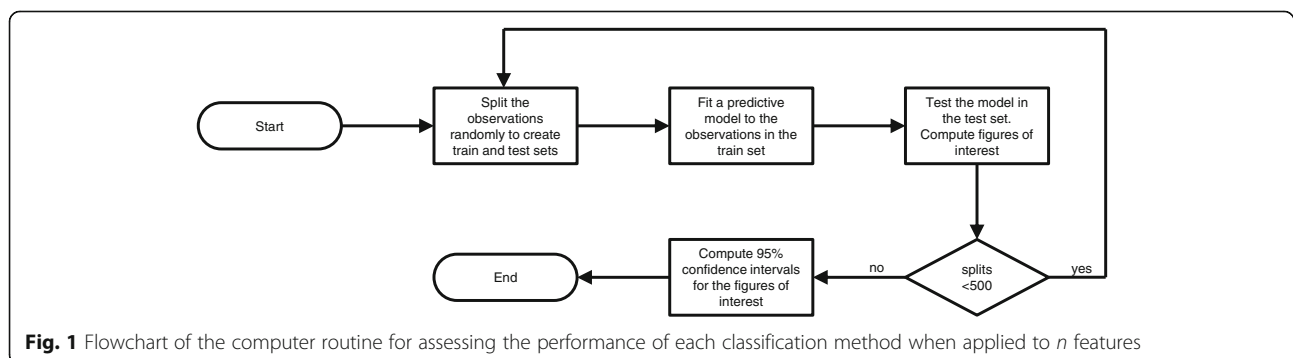 Start
Split the
observations
randomly to create
train and test sets
Fit a predictive
model to the
observations in the
train set
Test the model in
the test set.
Compute figures of
interest
splits
<500
yes
no
Compute 95%
confidence intervals
for the figures of
interest
End
Fig. 1 Flowchart of the computer routine for assessing the performance of each classification method when applied to n features